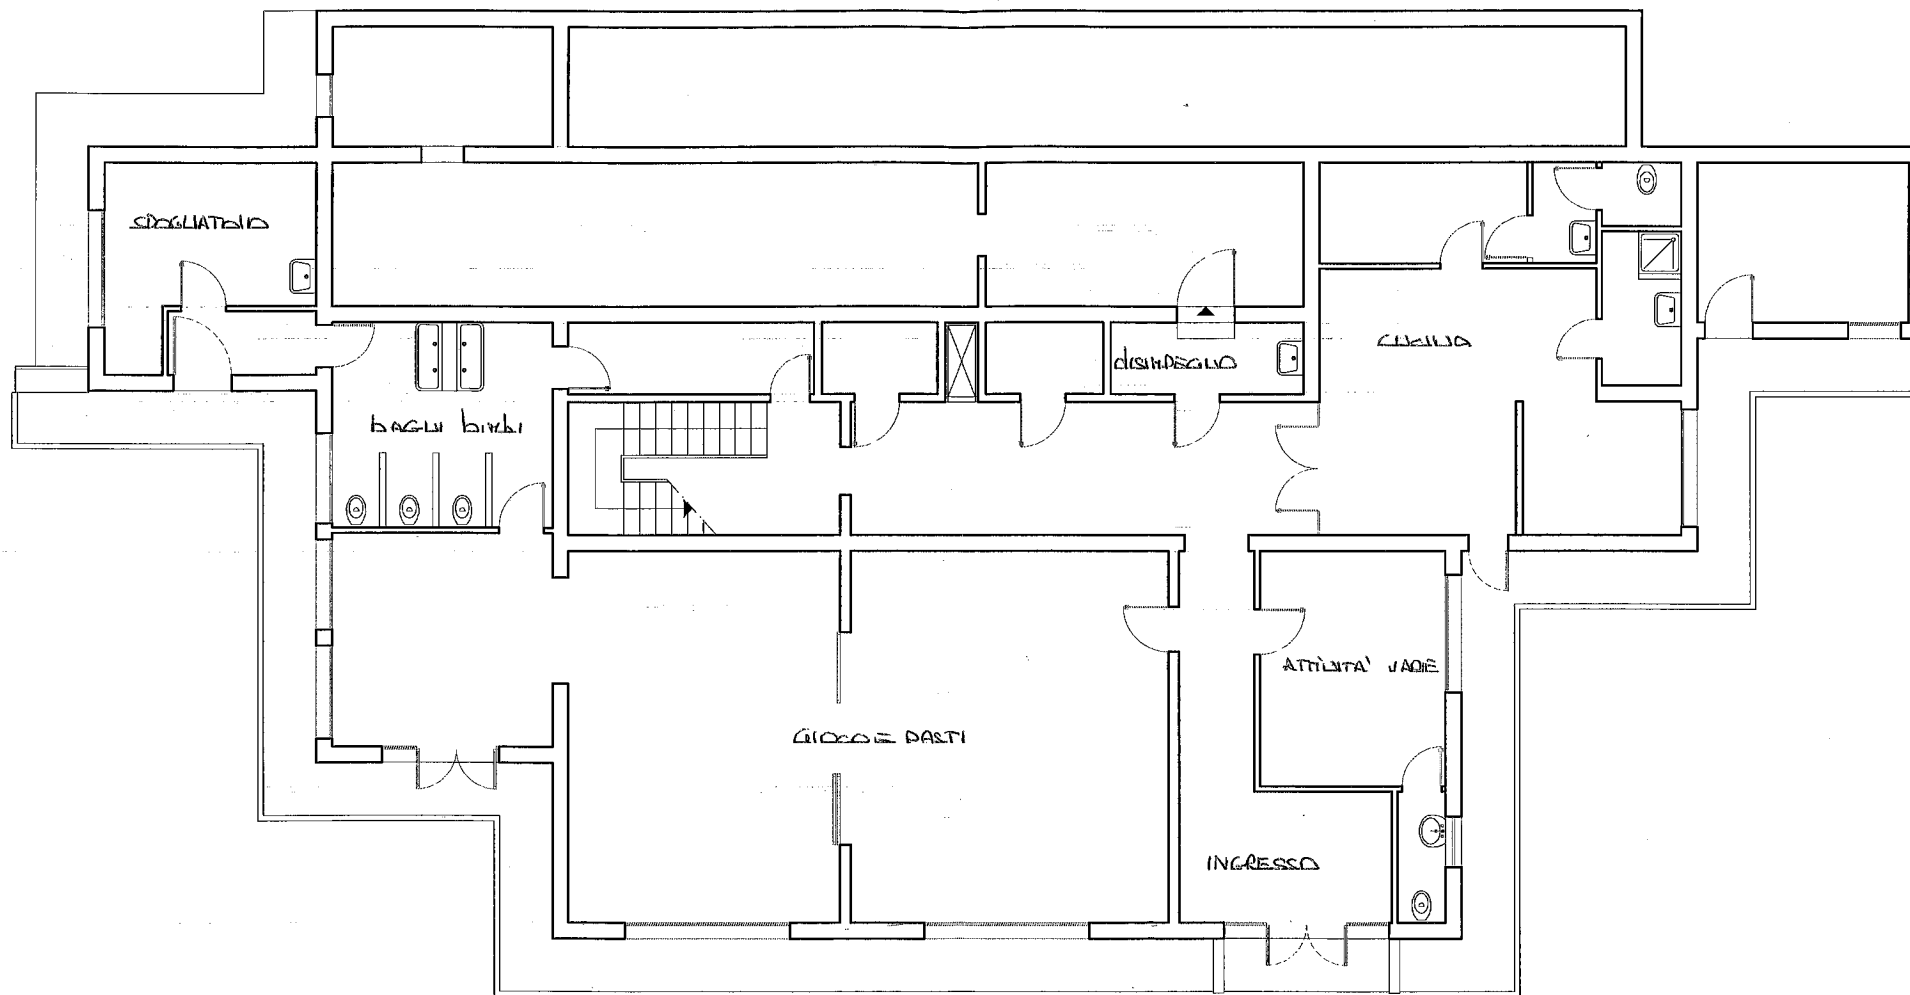 SPOGLIATOIO
CUCINA
DISIMPEGNO
BAGNI BIMBI
ATTIVITA' VARIE
GIOCO E PASTI
INGRESSO